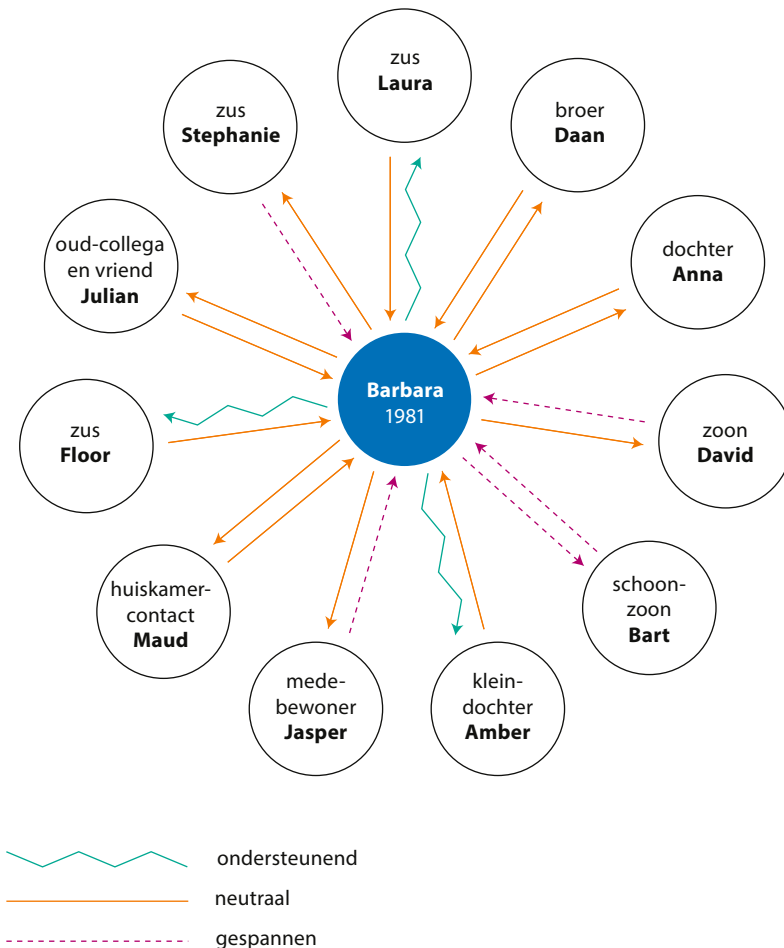 zus
Laura
zus
Stephanie
broer
Daan
oud-collega
en vriend
Julian
dochter
Anna
Barbara
1981
zus
Floor
zoon
David
huiskamer-
contact
Maud
schoon-
zoon
Bart
mede-
bewoner
Jasper
klein-
dochter
Amber
ondersteunend
neutraal
gespannen